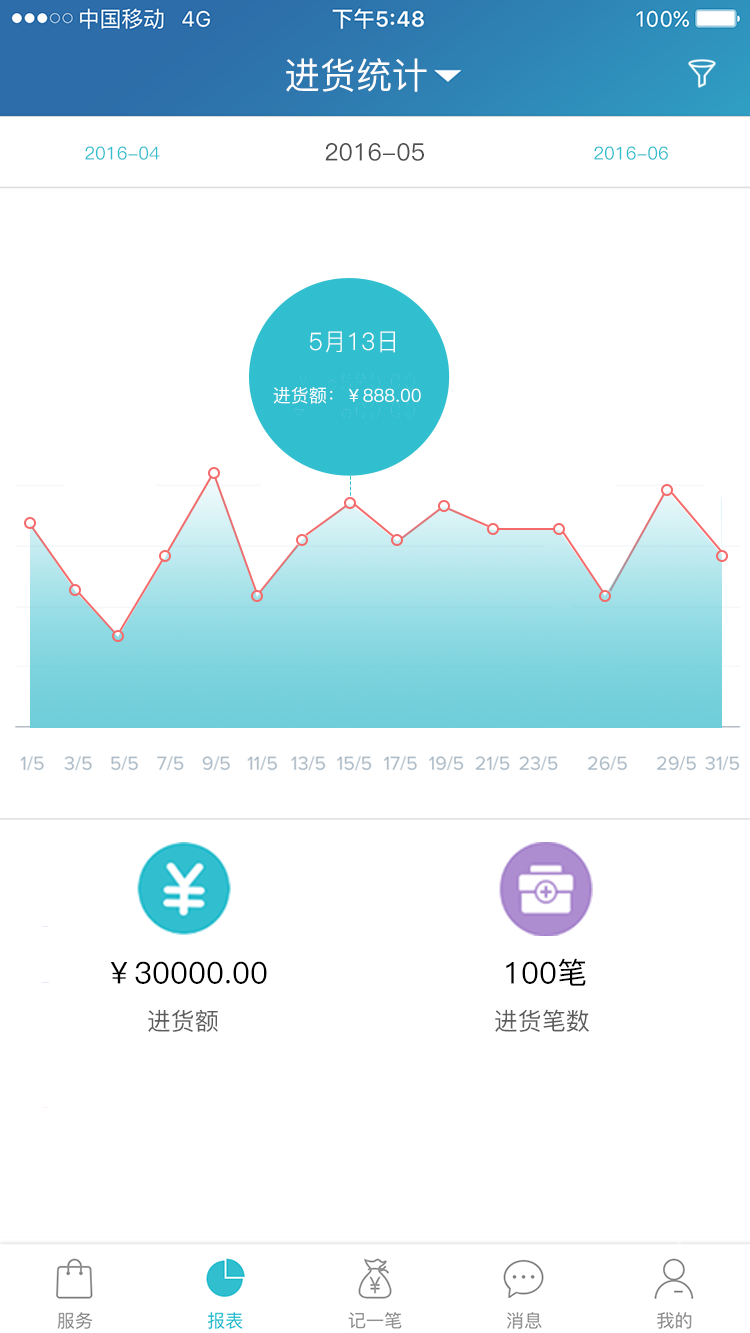 中国移动 4G 下午5:48 100%
进货统计
2016-04 2016-05 2016-06
5月13日
进货额：￥888.00
1/5 3/5 5/5 7/5 9/5 11/5 13/5 15/5 17/5 19/5 21/5 23/5 26/5 29/5 31/5
￥30000.00 100笔
进货额 进货笔数
服务 报表 记一笔 消息 我的